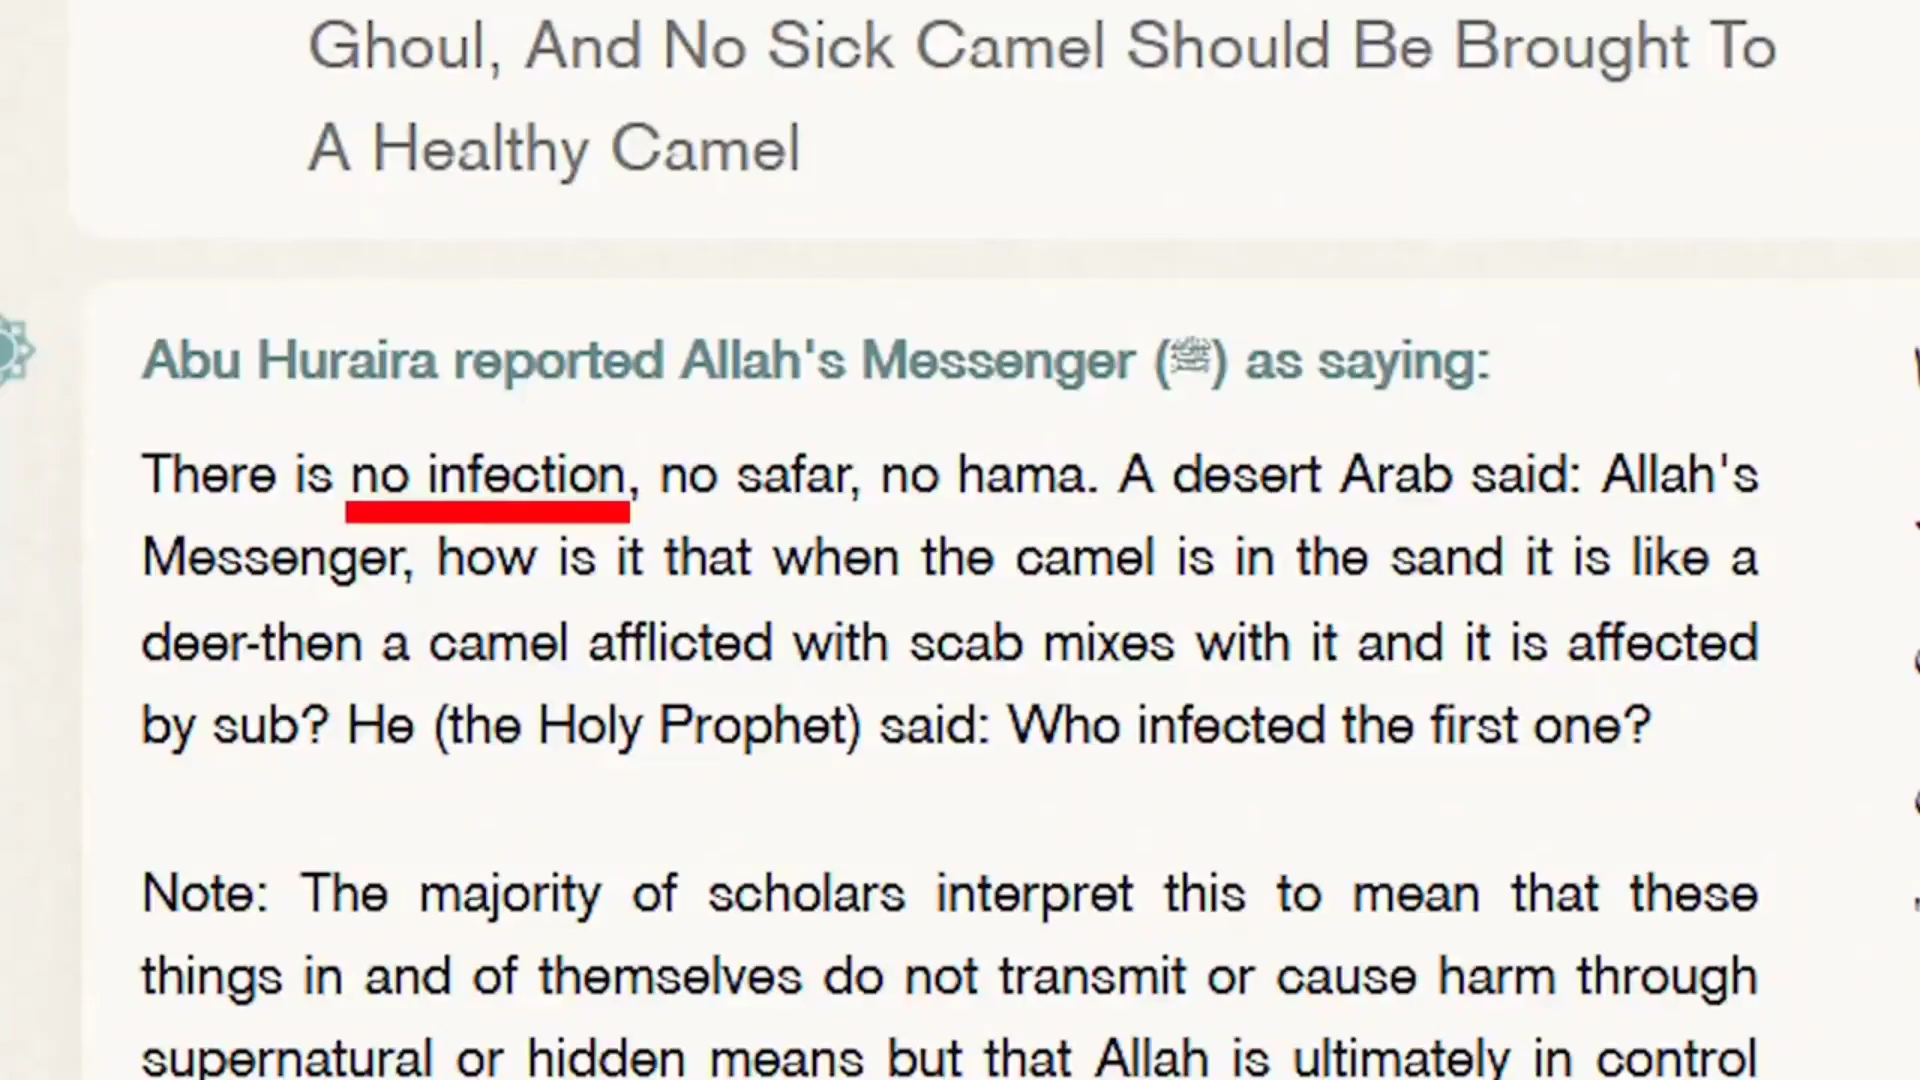 Ghoul, And No Sick Camel Should Be Brought To
A Healthy Camel
Abu Huraira reported Allah's Messenger (ﷺ) as saying:
There is no infection, no safar, no hama. A desert Arab said: Allah's
Messenger, how is it that when the camel is in the sand it is like a
deer-then a camel afflicted with scab mixes with it and it is affected
by sub? He (the Holy Prophet) said: Who infected the first one?
Note: The majority of scholars interpret this to mean that these
things in and of themselves do not transmit or cause harm through
supernatural or hidden means but that Allah is ultimately in control